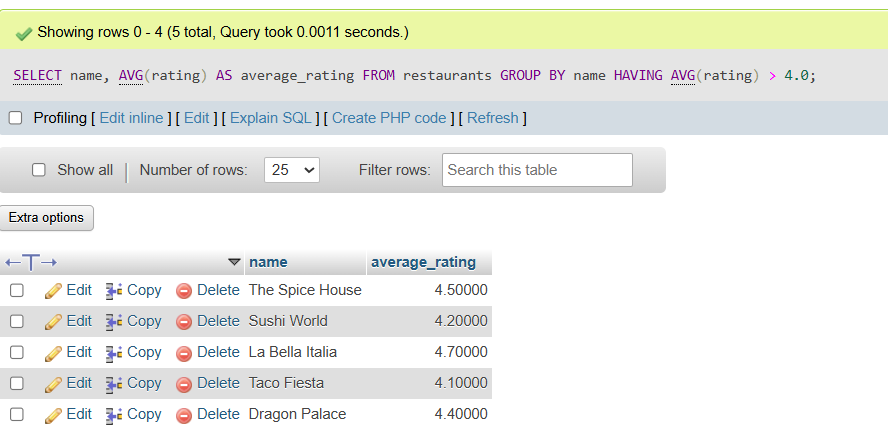 Showing rows 0 - 4 (5 total, Query took 0.0011 seconds.)
SELECT name, AVG(rating) AS average_rating FROM restaurants GROUP BY name HAVING AVG(rating) > 4.0;
Profiling [ Edit inline ] [ Edit ] [ Explain SQL ] [ Create PHP code ] [ Refresh ]
Show all | Number of rows: 25 Filter rows: Search this table
Extra options
←T→ name average_rating
Edit Copy Delete The Spice House 4.50000
Edit Copy Delete Sushi World 4.20000
Edit Copy Delete La Bella Italia 4.70000
Edit Copy Delete Taco Fiesta 4.10000
Edit Copy Delete Dragon Palace 4.40000